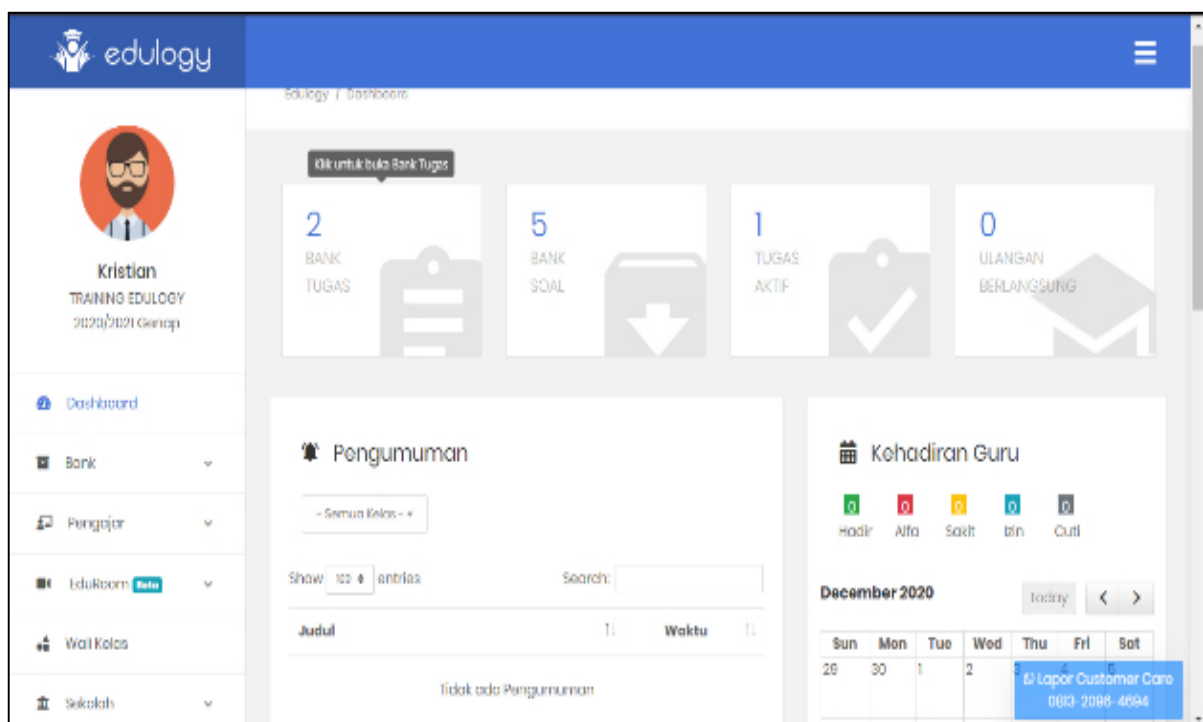 edulogy
Edulogy / Dashboard
Klik untuk buka Bank Tugas
2
BANK
TUGAS
5
BANK
SOAL
1
TUGAS
AKTIF
0
ULANGAN
BERLANGSUNG
Kristian
TRAINING EDULOGY
2020/2021 Genap
Dashboard
Bank
Pengajar
EduRoom Beta
Wali Kelas
Sekolah
Pengumuman
- Semua Kelas -
Show 100 entries
Search:
Judul Waktu
Tidak ada Pengumuman
Kehadiran Guru
0 0 0 0 0
Hadir Alfa Sakit Izin Cuti
December 2020
today
Sun Mon Tue Wed Thu Fri Sat
29 30 1 2 3 4 5
Lapor Customer Care
0813-2096-4694